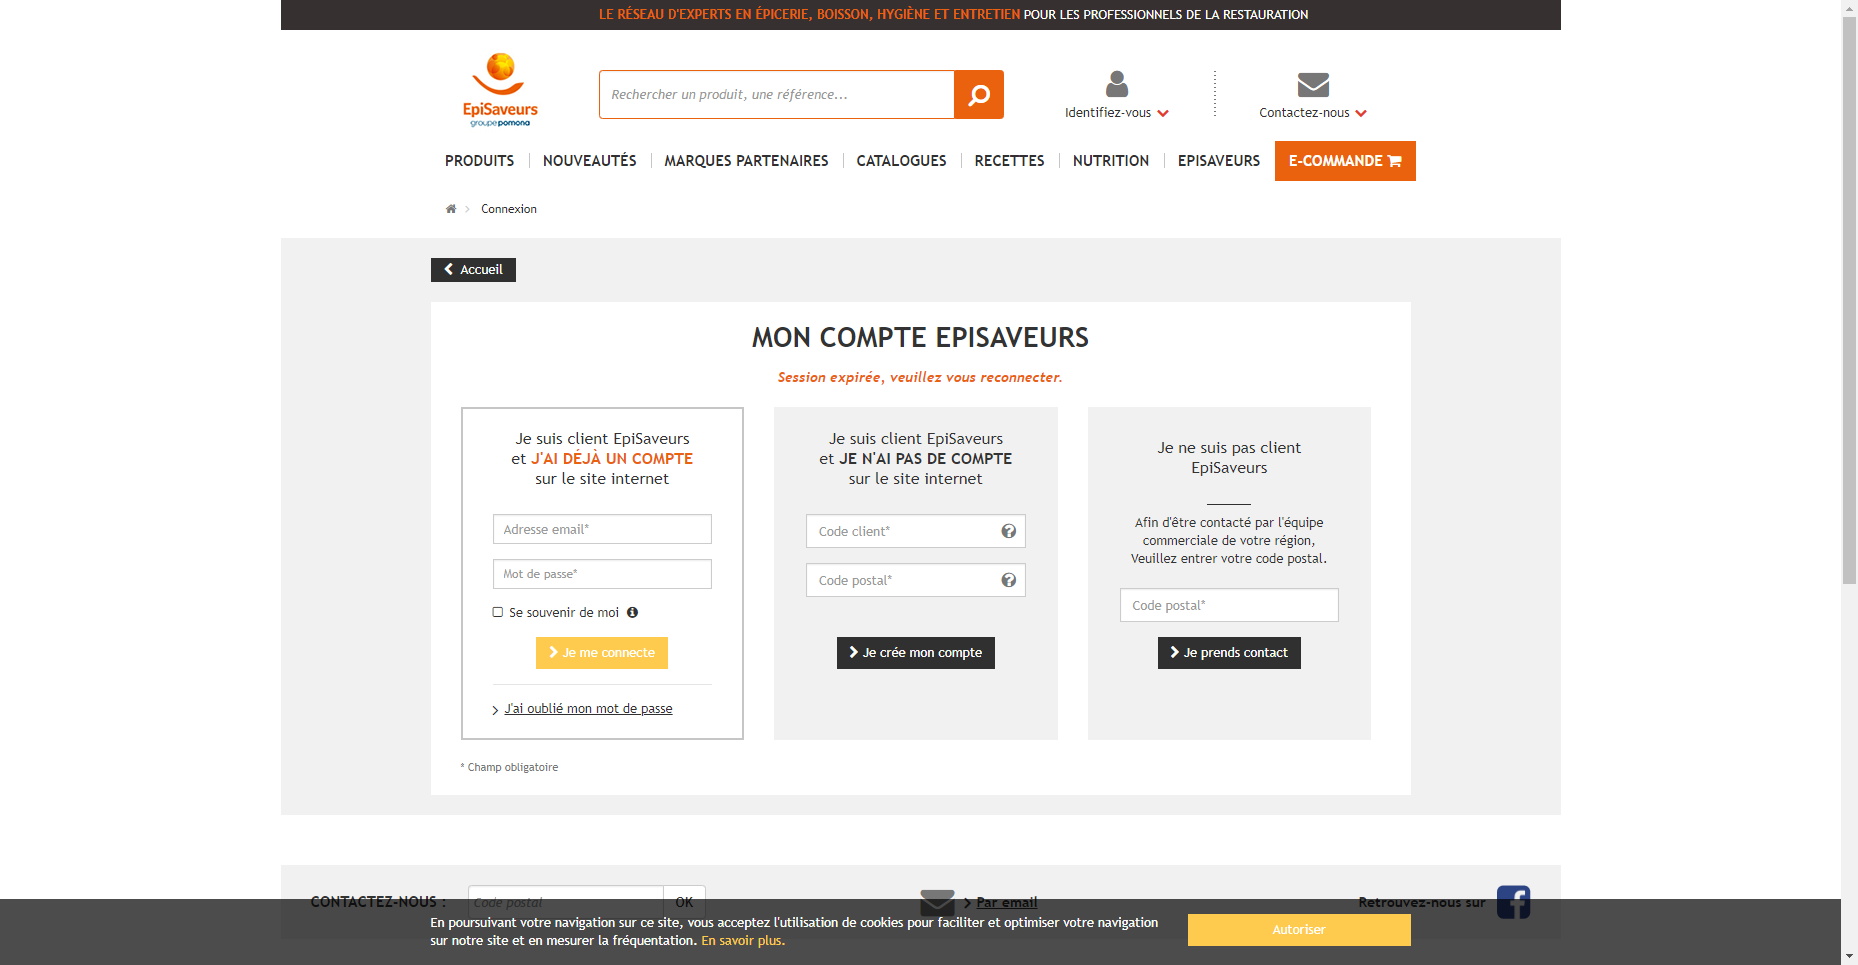 LE RÉSEAU D'EXPERTS EN ÉPICERIE, BOISSON, HYGIÈNE ET ENTRETIEN POUR LES PROFESSIONNELS DE LA RESTAURATION
EpiSaveurs
groupe pomona
Rechercher un produit, une référence...
Identifiez-vous
Contactez-nous
PRODUITS
NOUVEAUTÉS
MARQUES PARTENAIRES
CATALOGUES
RECETTES
NUTRITION
EPISAVEURS
E-COMMANDE
Connexion
Accueil
MON COMPTE EPISAVEURS
Session expirée, veuillez vous reconnecter.
Je suis client EpiSaveurs
et J'AI DÉJÀ UN COMPTE
sur le site internet
Adresse email*
Mot de passe*
Se souvenir de moi
Je me connecte
J'ai oublié mon mot de passe
Je suis client EpiSaveurs
et JE N'AI PAS DE COMPTE
sur le site internet
Code client*
Code postal*
Je crée mon compte
Je ne suis pas client
EpiSaveurs
Afin d'être contacté par l'équipe
commerciale de votre région,
Veuillez entrer votre code postal.
Code postal*
Je prends contact
* Champ obligatoire
CONTACTEZ-NOUS :
Code postal
OK
Par email
Retrouvez-nous sur
En poursuivant votre navigation sur ce site, vous acceptez l'utilisation de cookies pour faciliter et optimiser votre navigation
sur notre site et en mesurer la fréquentation. En savoir plus.
Autoriser